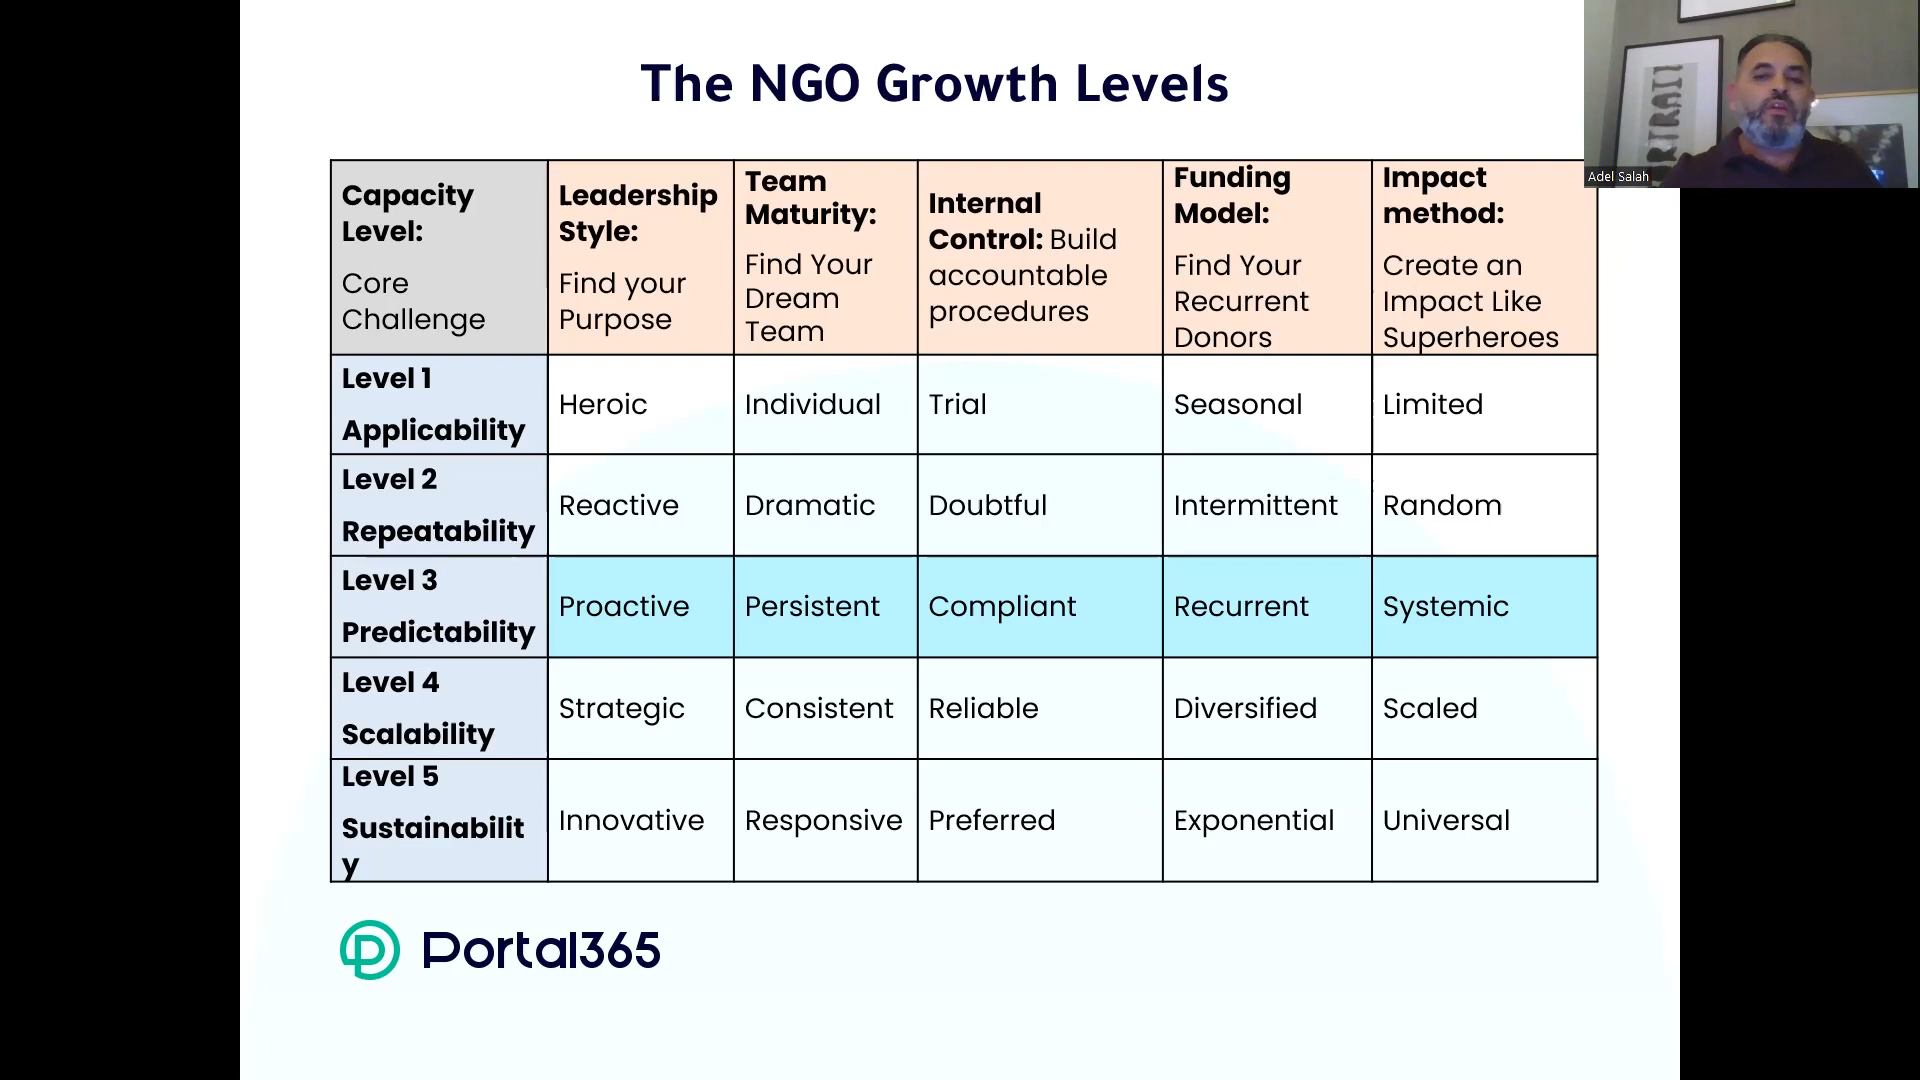 The NGO Growth Levels
Capacity
Level:
Core
Challenge
Leadership
Style:
Find your
Purpose
Team
Maturity:
Find Your
Dream
Team
Internal
Control: Build
accountable
procedures
Funding
Model:
Find Your
Recurrent
Donors
Impact
method:
Create an
Impact Like
Superheroes
Level 1
Applicability
Heroic
Individual
Trial
Seasonal
Limited
Level 2
Repeatability
Reactive
Dramatic
Doubtful
Intermittent
Random
Level 3
Predictability
Proactive
Persistent
Compliant
Recurrent
Systemic
Level 4
Scalability
Strategic
Consistent
Reliable
Diversified
Scaled
Level 5
Sustainabilit
y
Innovative
Responsive
Preferred
Exponential
Universal
Portal365
Adel Salah